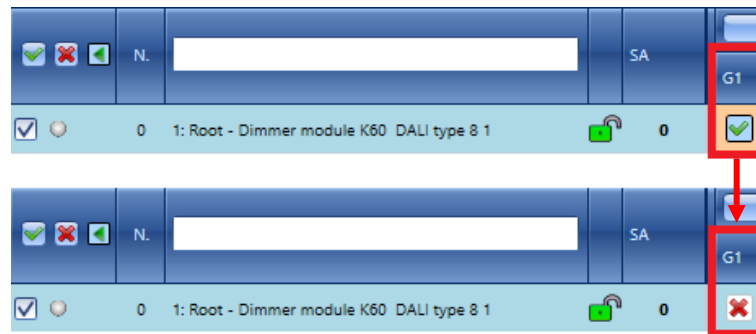 N. SA
G1
0 1: Root - Dimmer module K60 DALI type 8 1 0
N. SA
G1
0 1: Root - Dimmer module K60 DALI type 8 1 0